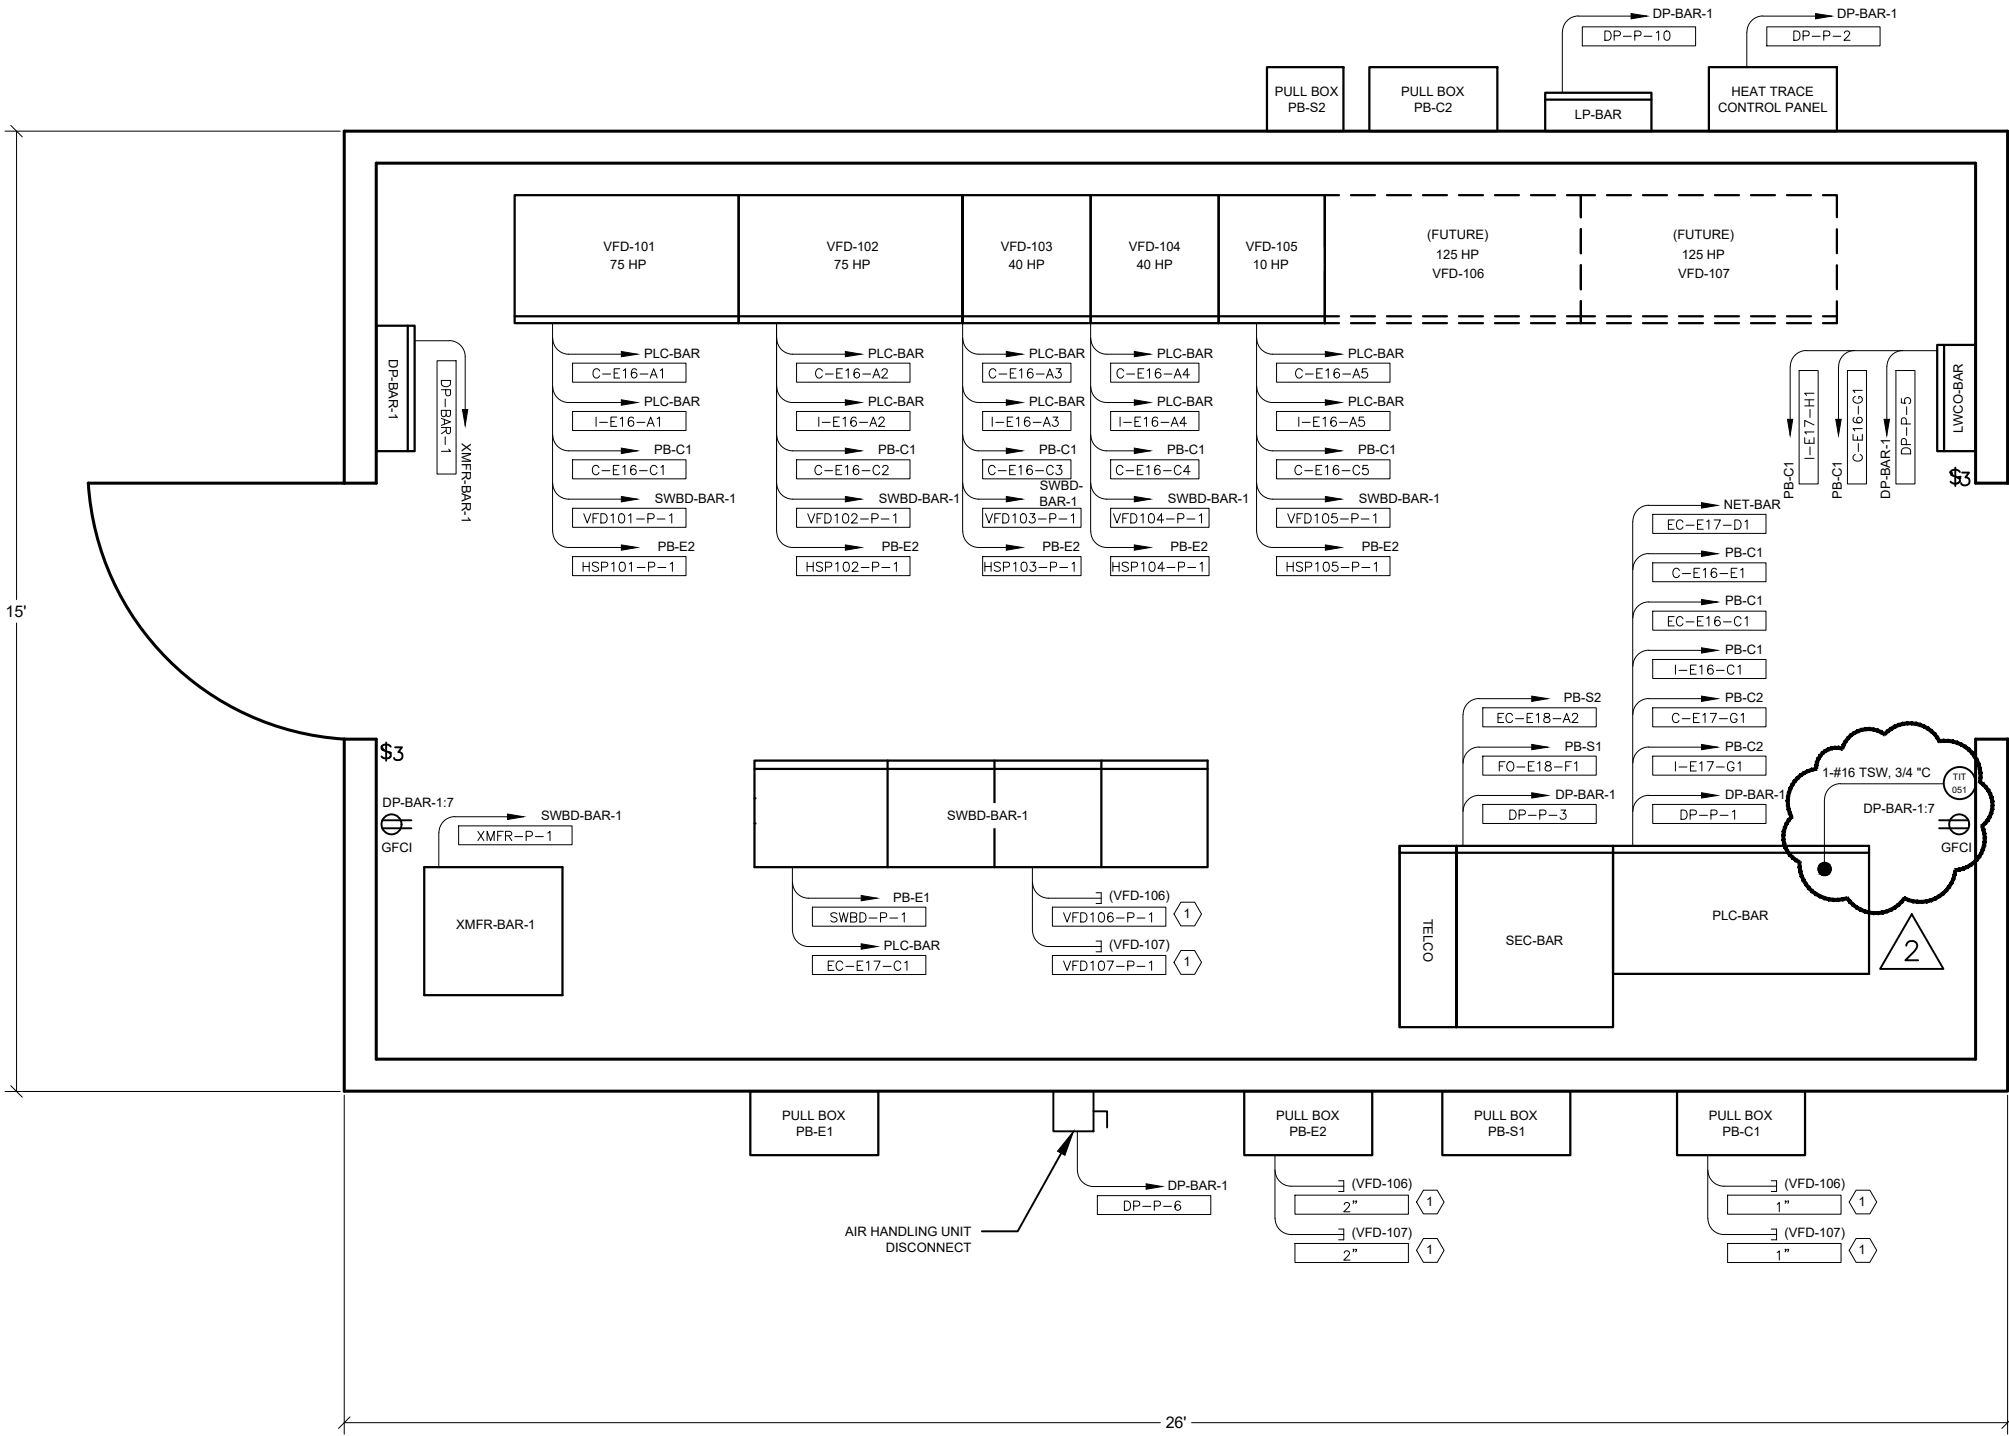 DP-BAR-1
DP-P-10
DP-BAR-1
DP-P-2
PULL BOX
PB-S2
PULL BOX
PB-C2
LP-BAR
HEAT TRACE
CONTROL PANEL
VFD-101
75 HP
VFD-102
75 HP
VFD-103
40 HP
VFD-104
40 HP
VFD-105
10 HP
(FUTURE)
125 HP
VFD-106
(FUTURE)
125 HP
VFD-107
DP-BAR-1
DP-BAR-1
XMFR-BAR-1
PLC-BAR
C-E16-A1
PLC-BAR
I-E16-A1
PB-C1
C-E16-C1
SWBD-BAR-1
VFD101-P-1
PB-E2
HSP101-P-1
PLC-BAR
C-E16-A2
PLC-BAR
I-E16-A2
PB-C1
C-E16-C2
SWBD-BAR-1
VFD102-P-1
PB-E2
HSP102-P-1
PLC-BAR
C-E16-A3
PLC-BAR
I-E16-A3
PB-C1
C-E16-C3
SWBD-
BAR-1
VFD103-P-1
PB-E2
HSP103-P-1
PLC-BAR
C-E16-A4
PLC-BAR
I-E16-A4
PB-C1
C-E16-C4
SWBD-BAR-1
VFD104-P-1
PB-E2
HSP104-P-1
PLC-BAR
C-E16-A5
PLC-BAR
I-E16-A5
PB-C1
C-E16-C5
SWBD-BAR-1
VFD105-P-1
PB-E2
HSP105-P-1
PB-C1
I-E17-H1
PB-C1
C-E16-G1
DP-BAR-1
DP-P-5
LWCO-BAR
$3
15'
NET-BAR
EC-E17-D1
PB-C1
C-E16-E1
PB-C1
EC-E16-C1
PB-C1
I-E16-C1
PB-C2
C-E17-G1
PB-C2
I-E17-G1
DP-BAR-1
DP-P-1
PB-S2
EC-E18-A2
PB-S1
FO-E18-F1
DP-BAR-1
DP-P-3
1-#16 TSW, 3/4 "C
TIT
051
DP-BAR-1:7
GFCI
$3
DP-BAR-1:7
GFCI
SWBD-BAR-1
XMFR-P-1
XMFR-BAR-1
SWBD-BAR-1
PB-E1
SWBD-P-1
PLC-BAR
EC-E17-C1
(VFD-106)
VFD106-P-1
1
(VFD-107)
VFD107-P-1
1
TELCO
SEC-BAR
PLC-BAR
2
PULL BOX
PB-E1
PULL BOX
PB-E2
PULL BOX
PB-S1
PULL BOX
PB-C1
DP-BAR-1
DP-P-6
AIR HANDLING UNIT
DISCONNECT
(VFD-106)
2"
1
(VFD-107)
2"
1
(VFD-106)
1"
1
(VFD-107)
1"
1
26'